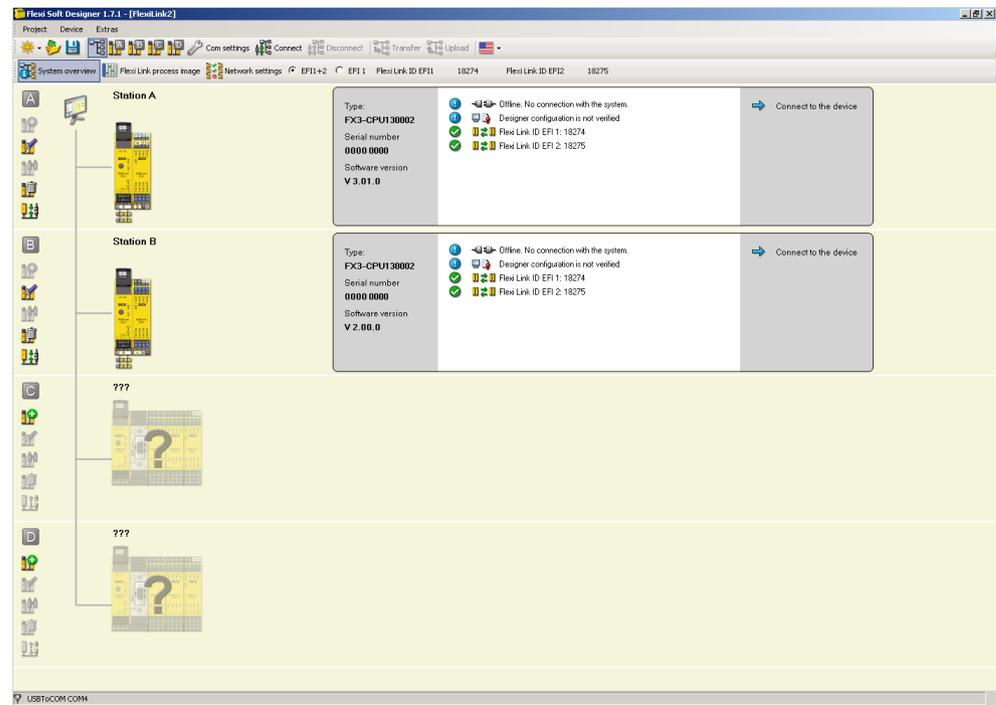 Flexi Soft Designer 1.7.1 - [FlexiLink2]
Project Device Extras
A B C D Com settings Connect Disconnect Transfer Upload
System overview Flexi Link process image Network settings EFI1+2 EFI 1 Flexi Link ID EFI1 18274 Flexi Link ID EFI2 18275
A
Station A
Type:
FX3-CPU130002
Serial number
0000 0000
Software version
V 3.01.0
Offline. No connection with the system.
Designer configuration is not verified
Flexi Link ID EFI 1: 18274
Flexi Link ID EFI 2: 18275
Connect to the device
B
Station B
Type:
FX3-CPU130002
Serial number
0000 0000
Software version
V 2.00.0
Offline. No connection with the system.
Designer configuration is not verified
Flexi Link ID EFI 1: 18274
Flexi Link ID EFI 2: 18275
Connect to the device
C
???
?
D
???
?
USBToCOM COM4